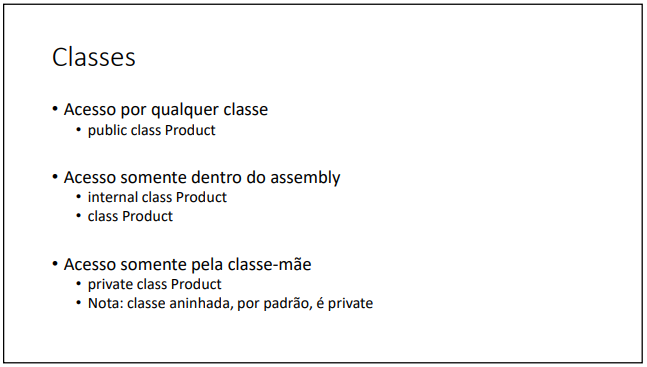 Classes
• Acesso por qualquer classe
• public class Product
• Acesso somente dentro do assembly
• internal class Product
• class Product
• Acesso somente pela classe-mãe
• private class Product
• Nota: classe aninhada, por padrão, é private